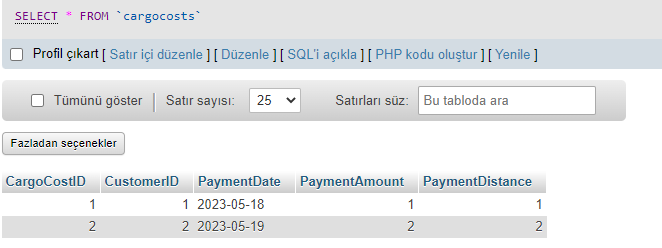 SELECT * FROM `cargocosts`
Profil çıkart [ Satır içi düzenle ] [ Düzenle ] [ SQL'i açıkla ] [ PHP kodu oluştur ] [ Yenile ]
Tümünü göster | Satır sayısı: 25 Satırları süz: Bu tabloda ara
Fazladan seçenekler
CargoCostID CustomerID PaymentDate PaymentAmount PaymentDistance
1 1 2023-05-18 1 1
2 2 2023-05-19 2 2